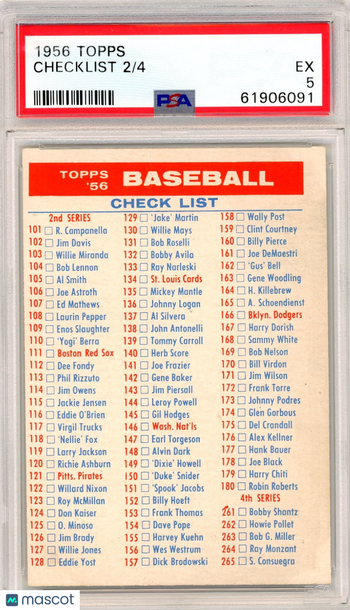 1956 TOPPS
CHECKLIST 2/4
EX
5
PSA
61906091
TOPPS
'56
BASEBALL
CHECK LIST
2nd SERIES
101 R. Campanella
102 Jim Davis
103 Willie Miranda
104 Bob Lennon
105 Al Smith
106 Joe Astroth
107 Ed Mathews
108 Laurin Pepper
109 Enos Slaughter
110 'Yogi' Berra
111 Boston Red Sox
112 Dee Fondy
113 Phil Rizzuto
114 Jim Owens
115 Jackie Jensen
116 Eddie O'Brien
117 Virgil Trucks
118 'Nellie' Fox
119 Larry Jackson
120 Richie Ashburn
121 Pitts. Pirates
122 Willard Nixon
123 Roy McMillan
124 Don Kaiser
125 O. Minoso
126 Jim Brady
127 Willie Jones
128 Eddie Yost
129 'Jake' Martin
130 Willie Mays
131 Bob Roselli
132 Bobby Avila
133 Ray Narleski
134 St. Louis Cards
135 Mickey Mantle
136 Johnny Logan
137 Al Silvera
138 John Antonelli
139 Tommy Carroll
140 Herb Score
141 Joe Frazier
142 Gene Baker
143 Jim Piersall
144 Leroy Powell
145 Gil Hodges
146 Wash. Nat'ls
147 Earl Torgeson
148 Alvin Dark
149 'Dixie' Howell
150 'Duke' Snider
151 'Spook' Jacobs
152 Billy Hoeft
153 Frank Thomas
154 Dave Pope
155 Harvey Kuenn
156 Wes Westrum
157 Dick Brodowski
158 Wally Post
159 Clint Courtney
160 Billy Pierce
161 Joe DeMaestri
162 'Gus' Bell
163 Gene Woodling
164 H. Killebrew
165 A. Schoendienst
166 Bklyn. Dodgers
167 Harry Dorish
168 Sammy White
169 Bob Nelson
170 Bill Virdon
171 Jim Wilson
172 Frank Torre
173 Johnny Podres
174 Glen Gorbous
175 Del Crandall
176 Alex Kellner
177 Hank Bauer
178 Joe Black
179 Harry Chiti
180 Robin Roberts
4th SERIES
261 Bobby Shantz
262 Howie Pollet
263 Bob G. Miller
264 Ray Monzant
265 S. Consuegra
mascot